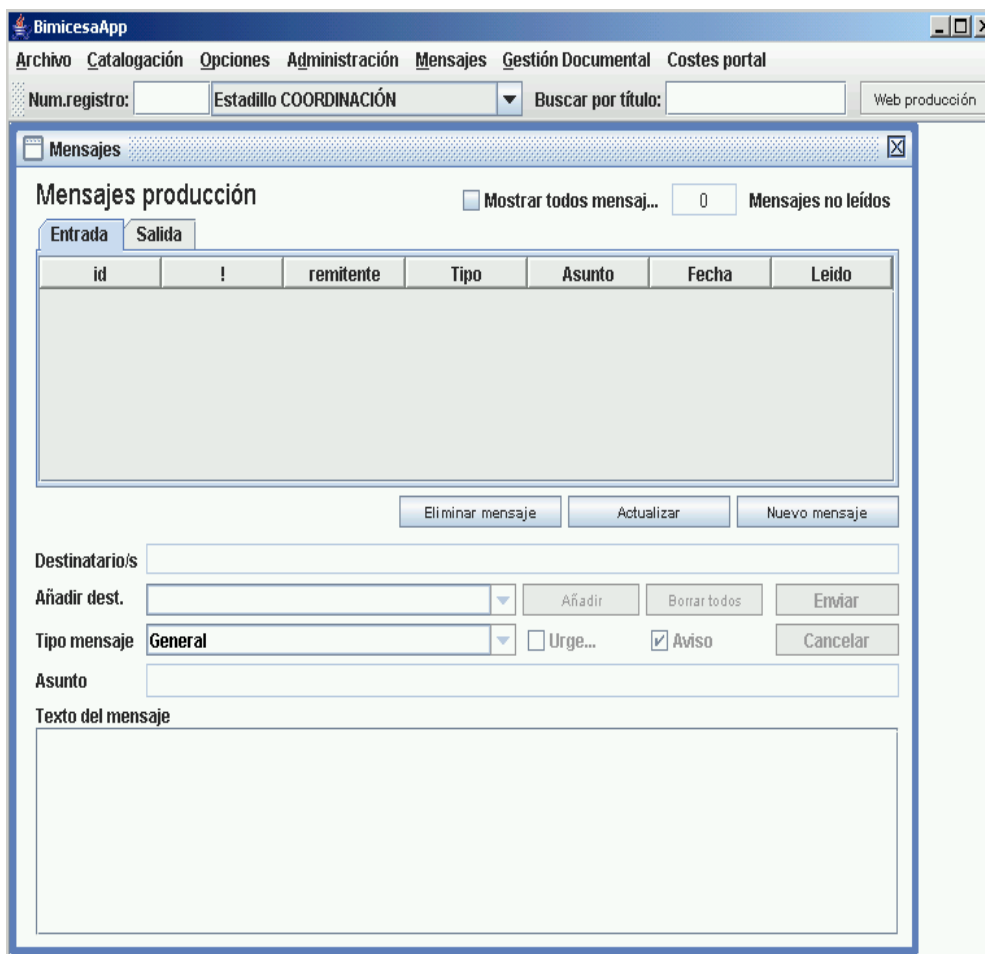 BimicesaApp
Archivo Catalogación Opciones Administración Mensajes Gestión Documental Costes portal
Num.registro: Estadillo COORDINACIÓN Buscar por título: Web producción
Mensajes
Mensajes producción Mostrar todos mensaj... 0 Mensajes no leídos
Entrada Salida
id ! remitente Tipo Asunto Fecha Leido
Eliminar mensaje Actualizar Nuevo mensaje
Destinatario/s
Añadir dest. Añadir Borrar todos Enviar
Tipo mensaje General Urge... Aviso Cancelar
Asunto
Texto del mensaje